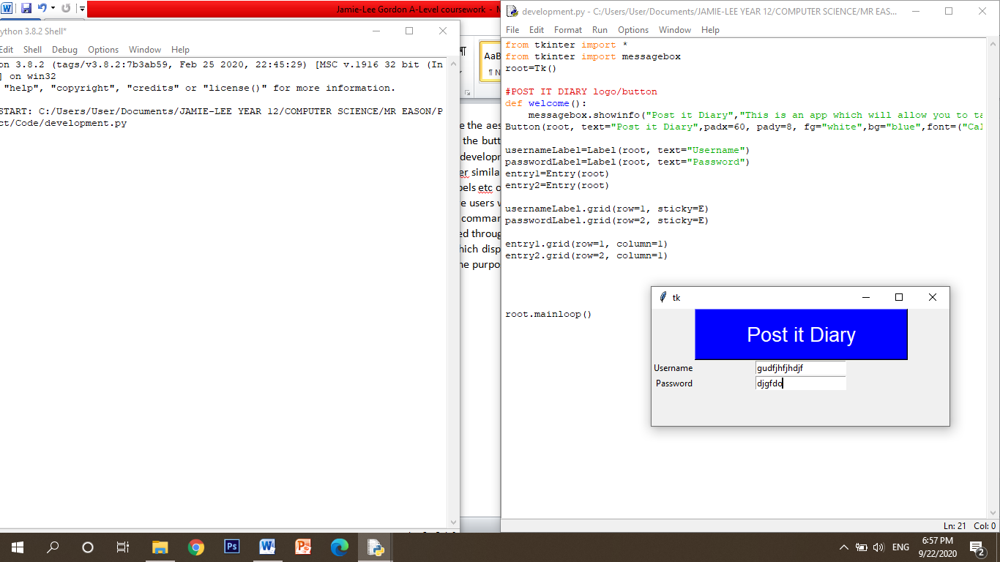 Jamie-Lee Gordon A-Level coursework -
ython 3.8.2 Shell*
Edit Shell Debug Options Window Help
on 3.8.2 (tags/v3.8.2:7b3ab59, Feb 25 2020, 22:45:29) [MSC v.1916 32 bit (In
] on win32
"help", "copyright", "credits" or "license()" for more information.
START: C:/Users/User/Documents/JAMIE-LEE YEAR 12/COMPUTER SCIENCE/MR EASON/P
ct/Code/development.py
AaB
¶ N
e the aes
the butt
developm
er simila
bels etc o
e users w
comman
ed throug
hich disp
he purpo
development.py - C:/Users/User/Documents/JAMIE-LEE YEAR 12/COMPUTER SCIENCE/MR EAS...
File Edit Format Run Options Window Help
from tkinter import *
from tkinter import messagebox
root=Tk()
#POST IT DIARY logo/button
def welcome():
messagebox.showinfo("Post it Diary","This is an app which will allow you to ta
Button(root, text="Post it Diary",padx=60, pady=8, fg="white",bg="blue",font=("Cal
usernameLabel=Label(root, text="Username")
passwordLabel=Label(root, text="Password")
entry1=Entry(root)
entry2=Entry(root)
usernameLabel.grid(row=1, sticky=E)
passwordLabel.grid(row=2, sticky=E)
entry1.grid(row=1, column=1)
entry2.grid(row=2, column=1)
root.mainloop()
tk
Post it Diary
Username gudfjhfjhdjf
Password djgfdo
Ln: 21 Col: 0
ENG
6:57 PM
9/22/2020
2